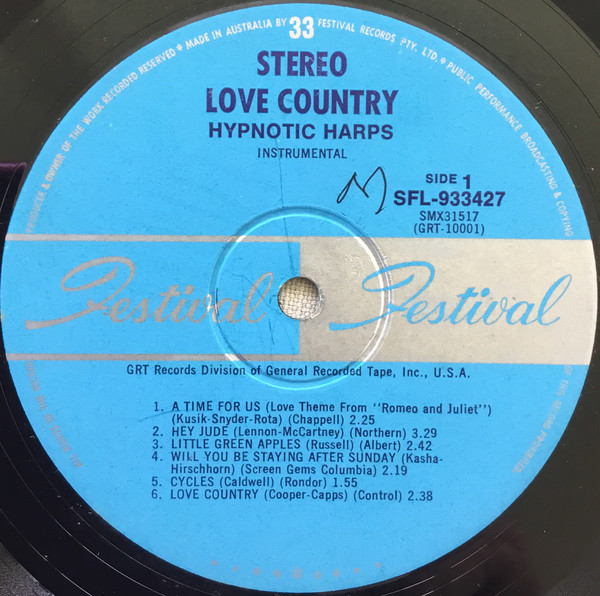 MADE IN AUSTRALIA BY 33 FESTIVAL RECORDS PTY. LTD. * PUBLIC PERFORMANCE BROADCASTING & COPYING
OWNER OF THE WORK RECORDED RESERVED *
STEREO
LOVE COUNTRY
HYPNOTIC HARPS
INSTRUMENTAL
M
SIDE 1
SFL-933427
SMX31517
(GRT-10001)
Festival Festival
GRT Records Division of General Recorded Tape, Inc., U.S.A.
1. A TIME FOR US (Love Theme From "Romeo and Juliet")
(Kusik-Snyder-Rota) (Chappell) 2.25
2. HEY JUDE (Lennon-McCartney) (Northern) 3.29
3. LITTLE GREEN APPLES (Russell) (Albert) 2.42
4. WILL YOU BE STAYING AFTER SUNDAY (Kasha-
Hirschhorn) (Screen Gems Columbia) 2.19
5. CYCLES (Caldwell) (Rondor) 1.55
6. LOVE COUNTRY (Cooper-Capps) (Control) 2.38